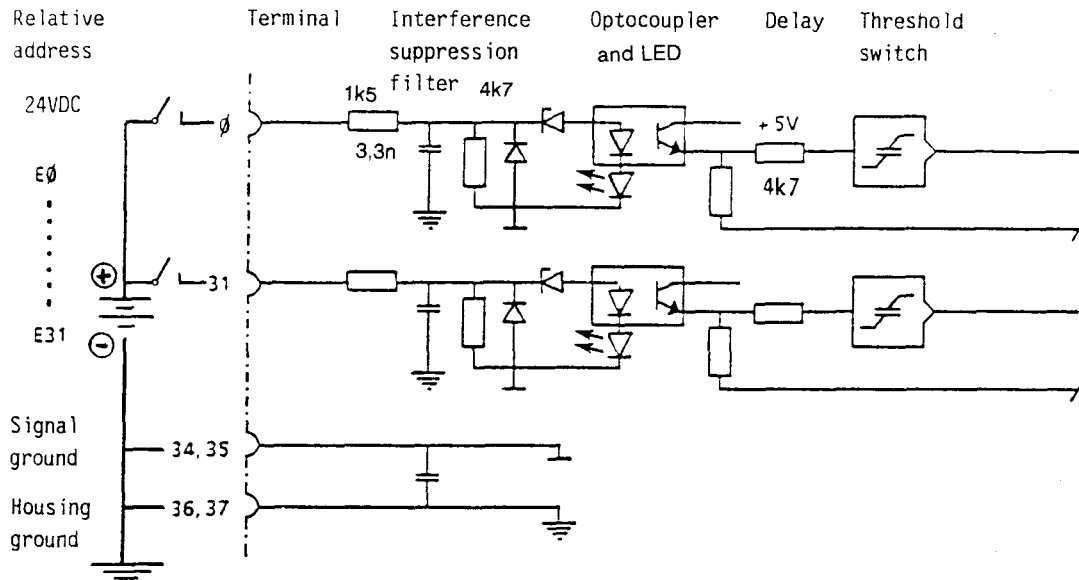 Relative address
Terminal
Interference suppression filter
Optocoupler and LED
Delay
Threshold switch
24VDC
1k5
4k7
Ø
3,3n
+5V
4k7
EØ
31
E31
Signal ground
34,35
Housing ground
36,37